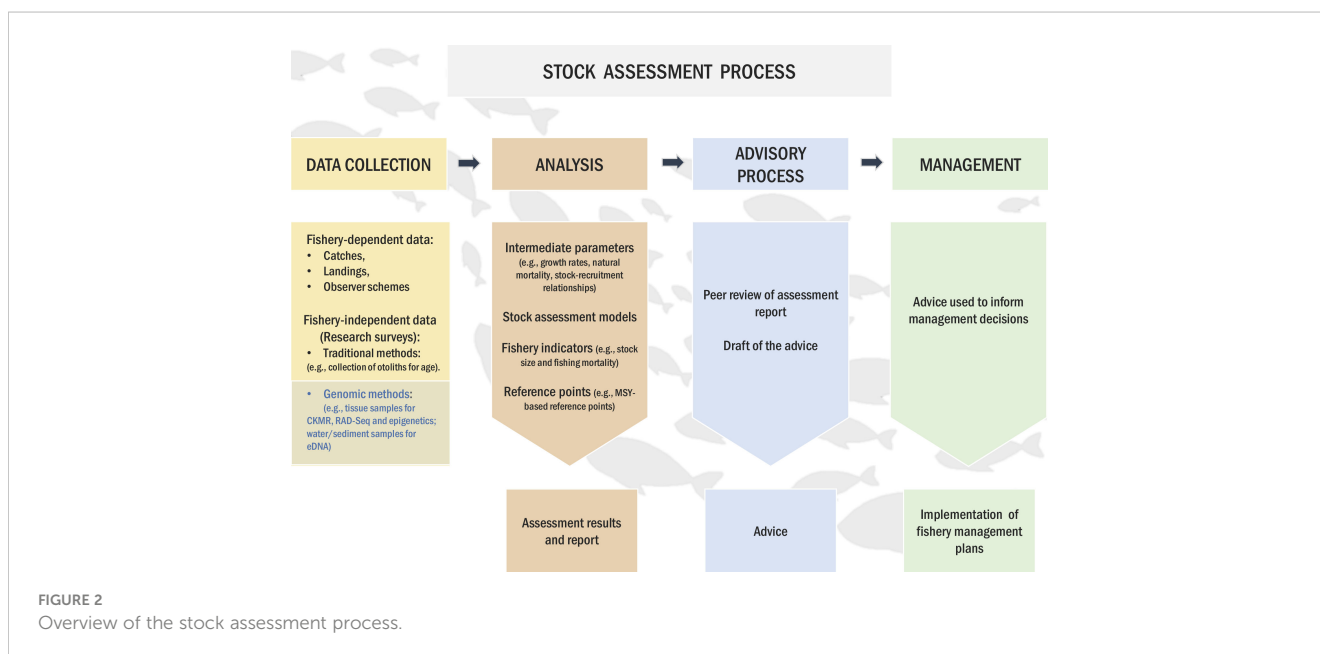 STOCK ASSESSMENT PROCESS
DATA COLLECTION
ANALYSIS
ADVISORY
PROCESS
MANAGEMENT
Fishery-dependent data:
• Catches,
• Landings,
• Observer schemes
Fishery-independent data
(Research surveys):
• Traditional methods:
(e.g., collection of otoliths for age).
• Genomic methods:
(e.g., tissue samples for
CKMR, RAD-Seq and epigenetics;
water/sediment samples for
eDNA)
Intermediate parameters
(e.g., growth rates, natural
mortality, stock-recruitment
relationships)
Stock assessment models
Fishery indicators (e.g., stock
size and fishing mortality)
Reference points (e.g., MSY-
based reference points)
Peer review of assessment
report
Draft of the advice
Advice used to inform
management decisions
Assessment results
and report
Advice
Implementation of
fishery management
plans
FIGURE 2
Overview of the stock assessment process.